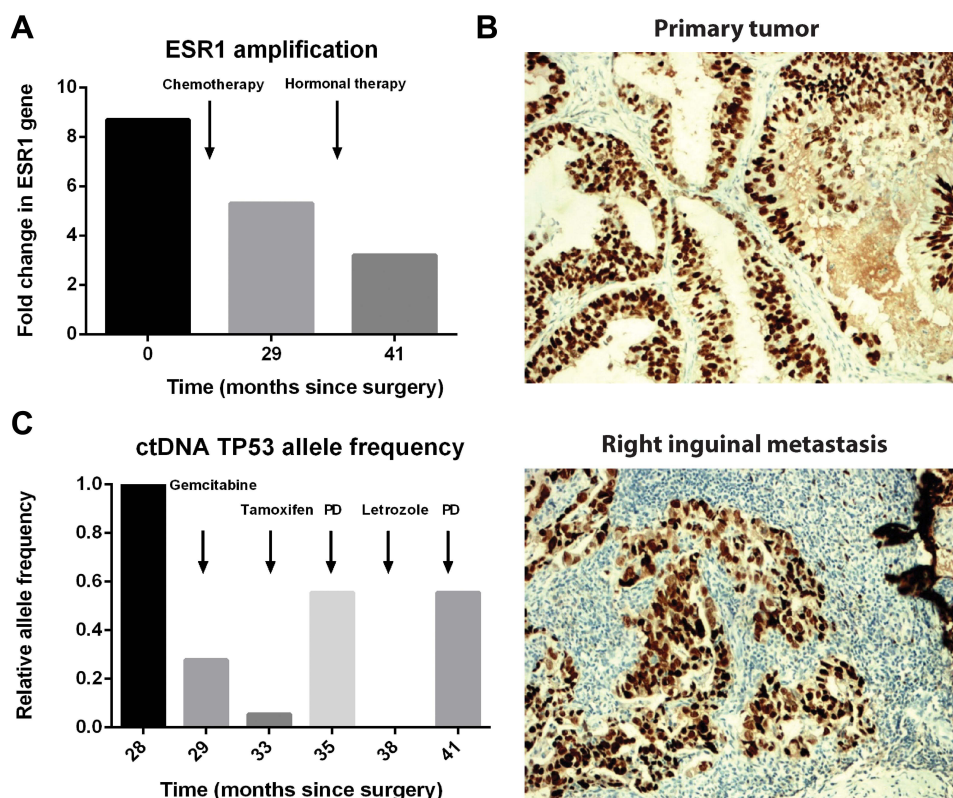 A
ESR1 amplification
Chemotherapy
Hormonal therapy
Fold change in ESR1 gene
10
8
6
4
2
0
0
29
41
Time (months since surgery)
B
Primary tumor
Right inguinal metastasis
C
ctDNA TP53 allele frequency
Gemcitabine
Tamoxifen
PD
Letrozole
PD
Relative allele frequency
1.0
0.8
0.6
0.4
0.2
0.0
28
29
33
35
38
41
Time (months since surgery)